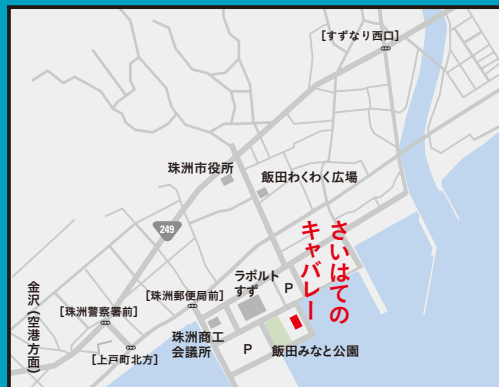 [すずなり西口]
珠洲市役所
飯田わくわく広場
249
さいはての
キャバレー
ラポルト
すず
P
[珠洲郵便局前]
[珠洲警察署前]
珠洲商工
会議所
[上戸町北方]
P
飯田みなと公園
金沢(空港方面)